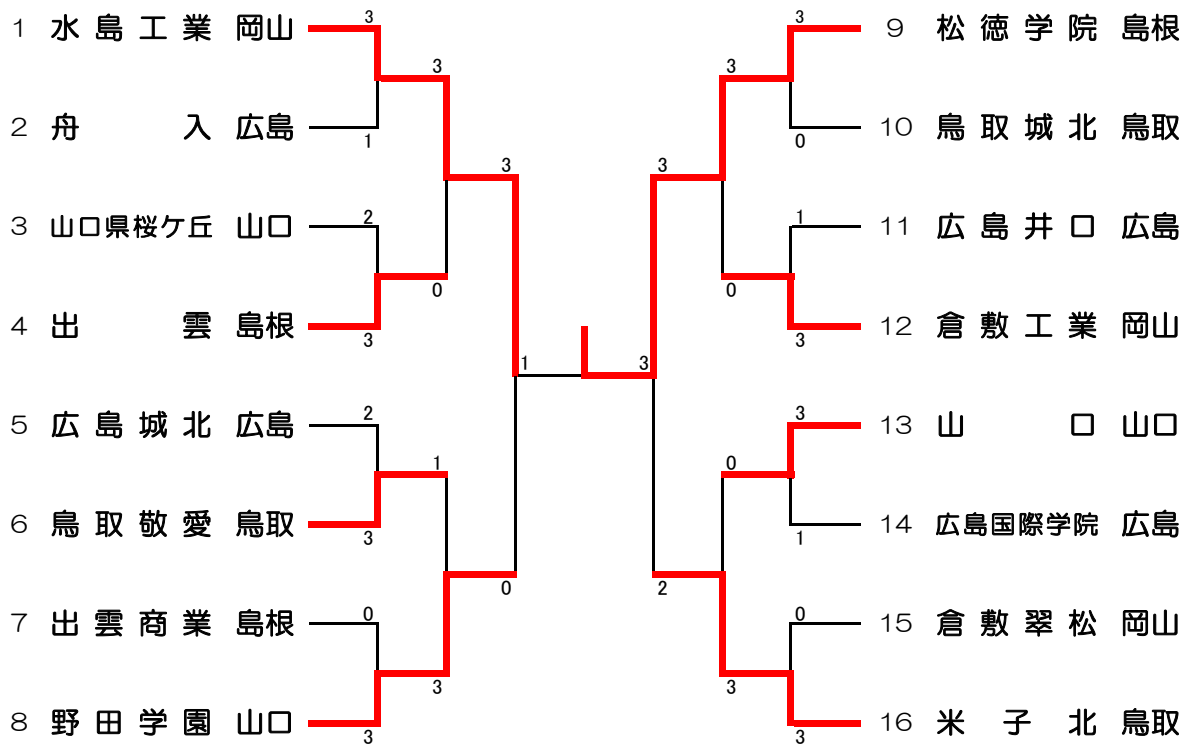 1 水島工業 岡山
3
3
2 舟入 広島
1
3
3 山口県桜ケ丘 山口
2
0
4 出雲 島根
3
1
5 広島城北 広島
2
1
6 鳥取敬愛 鳥取
3
0
7 出雲商業 島根
0
3
8 野田学園 山口
3
3
9 松徳学院 島根
3
0
10 鳥取城北 鳥取
3
1
11 広島井口 広島
0
3
12 倉敷工業 岡山
3
3
13 山口 山口
0
1
14 広島国際学院 広島
2
0
15 倉敷翠松 岡山
3
3
16 米子北 鳥取